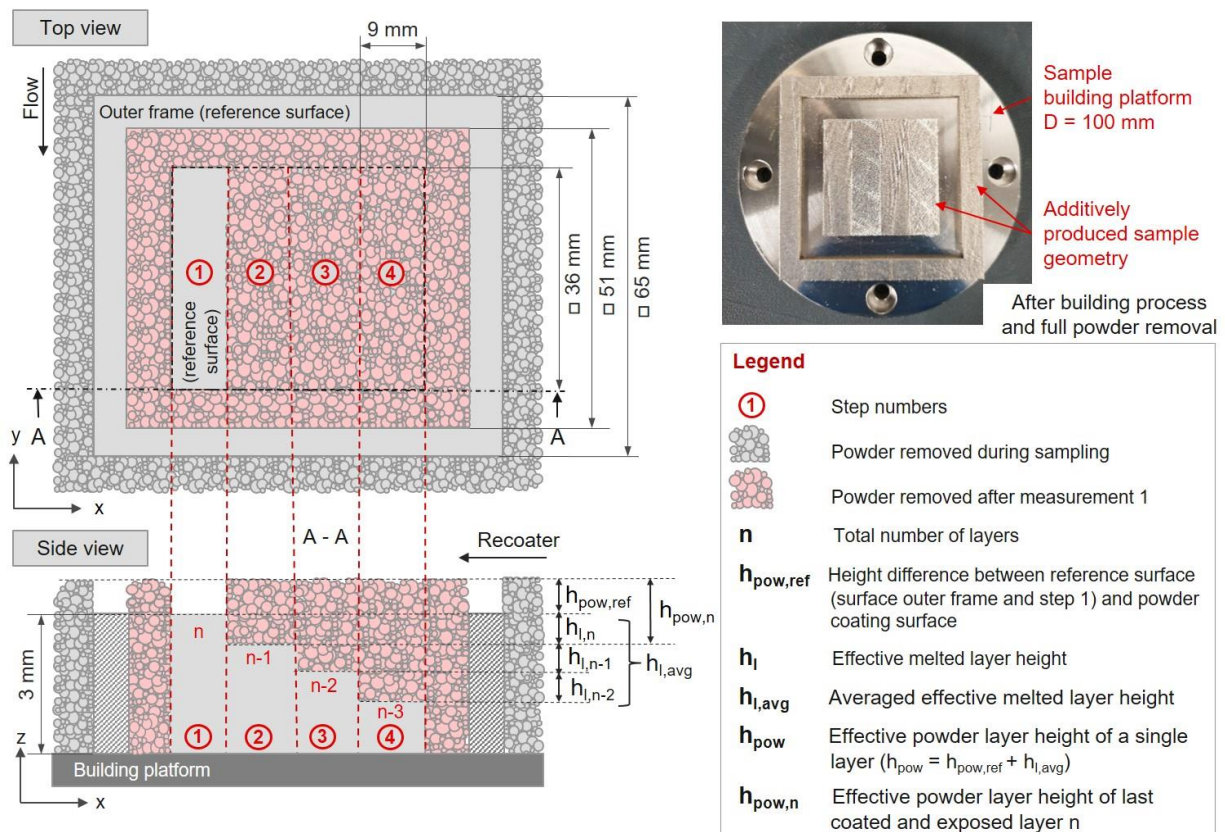 Top view
Flow
9 mm
Outer frame (reference surface)
1
2
3
4
(reference
surface)
□ 36 mm
□ 51 mm
□ 65 mm
A
A
y
x
Side view
A - A
Recoater
3 mm
n
n-1
n-2
n-3
1
2
3
4
h_pow,ref
h_l,n
h_l,n-1
h_l,n-2
h_pow,n
h_l,avg
z
x
Building platform
Sample
building platform
D = 100 mm
Additively
produced sample
geometry
After building process
and full powder removal
Legend
1 Step numbers
Powder removed during sampling
Powder removed after measurement 1
n Total number of layers
h_pow,ref Height difference between reference surface
(surface outer frame and step 1) and powder
coating surface
h_l Effective melted layer height
h_l,avg Averaged effective melted layer height
h_pow Effective powder layer height of a single
layer (h_pow = h_pow,ref + h_l,avg)
h_pow,n Effective powder layer height of last
coated and exposed layer n